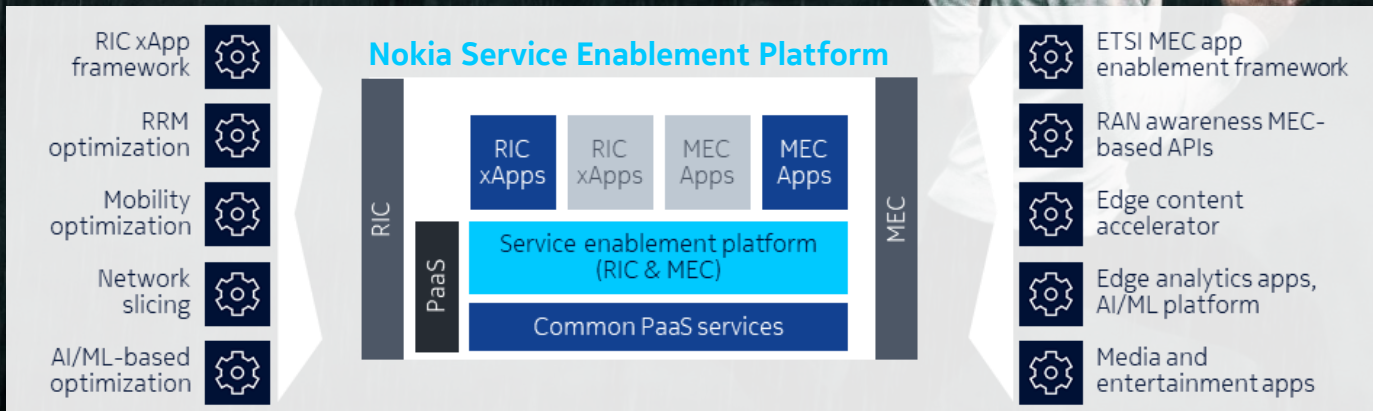 Nokia Service Enablement Platform
RIC xApp
framework
RRM
optimization
Mobility
optimization
Network
slicing
AI/ML-based
optimization
RIC
PaaS
RIC
xApps
RIC
xApps
MEC
Apps
MEC
Apps
Service enablement platform
(RIC & MEC)
Common PaaS services
MEC
ETSI MEC app
enablement framework
RAN awareness MEC-
based APIs
Edge content
accelerator
Edge analytics apps,
AI/ML platform
Media and
entertainment apps